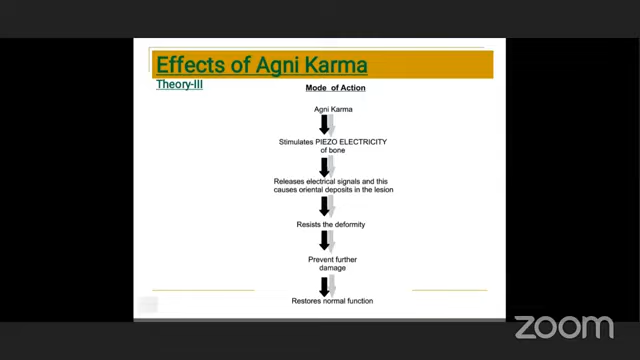 Effects of Agni Karma
Theory-III
Mode of Action
Agni Karma
Stimulates PIEZO ELECTRICITY
of bone
Releases electrical signals and this
causes oriental deposits in the lesion
Resists the deformity
Prevent further
damage
Restores normal function
zoom